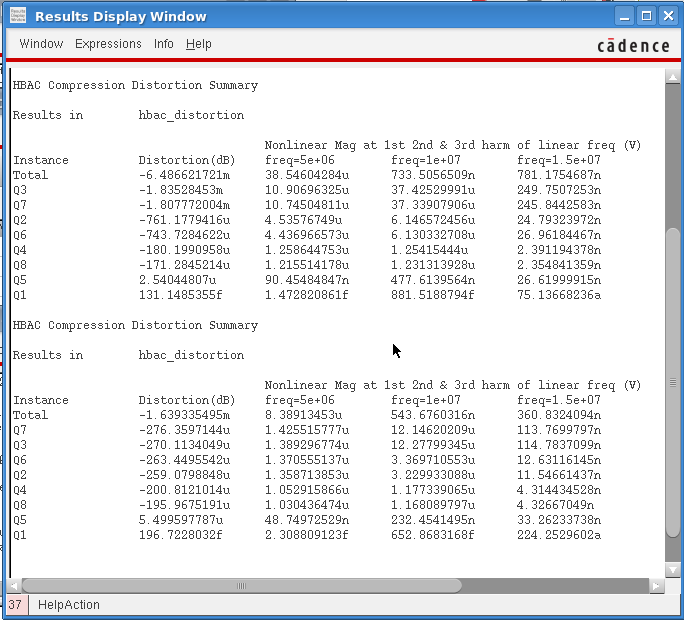 Results Display Window
Window Expressions Info Help cādence
HBAC Compression Distortion Summary
Results in hbac_distortion
Nonlinear Mag at 1st 2nd & 3rd harm of linear freq (V)
Instance Distortion(dB) freq=5e+06 freq=1e+07 freq=1.5e+07
Total -6.486621721m 38.54604284u 733.5056509n 781.1754687n
Q3 -1.83528453m 10.90696325u 37.42529991u 249.7507253n
Q7 -1.807772004m 10.74504811u 37.33907906u 245.8442583n
Q2 -761.1779416u 4.53576749u 6.146572456u 24.79323972n
Q6 -743.7284622u 4.436966573u 6.130332708u 26.96184467n
Q4 -180.1990958u 1.258644753u 1.25415444u 2.391194378n
Q8 -171.2845214u 1.215514178u 1.231313928u 2.354841359n
Q5 2.54044807u 90.45484847n 477.6139564n 26.61999915n
Q1 131.1485355f 1.472820861f 881.5188794f 75.13668236a
HBAC Compression Distortion Summary
Results in hbac_distortion
Nonlinear Mag at 1st 2nd & 3rd harm of linear freq (V)
Instance Distortion(dB) freq=5e+06 freq=1e+07 freq=1.5e+07
Total -1.639335495m 8.38913453u 543.6760316n 360.8324094n
Q7 -276.3597144u 1.425515777u 12.14620209u 113.7699797n
Q3 -270.1134049u 1.389296774u 12.27799345u 114.7837099n
Q6 -263.4495542u 1.370555137u 3.369710553u 12.63116145n
Q2 -259.0798848u 1.358713853u 3.229933088u 11.54661437n
Q4 -200.8121014u 1.052915866u 1.177339065u 4.314434528n
Q8 -195.9675191u 1.030436474u 1.168089797u 4.32667049n
Q5 5.499597787u 48.74972529n 232.4541495n 33.26233738n
Q1 196.7228032f 2.308809123f 652.8683168f 224.2529602a
37 HelpAction